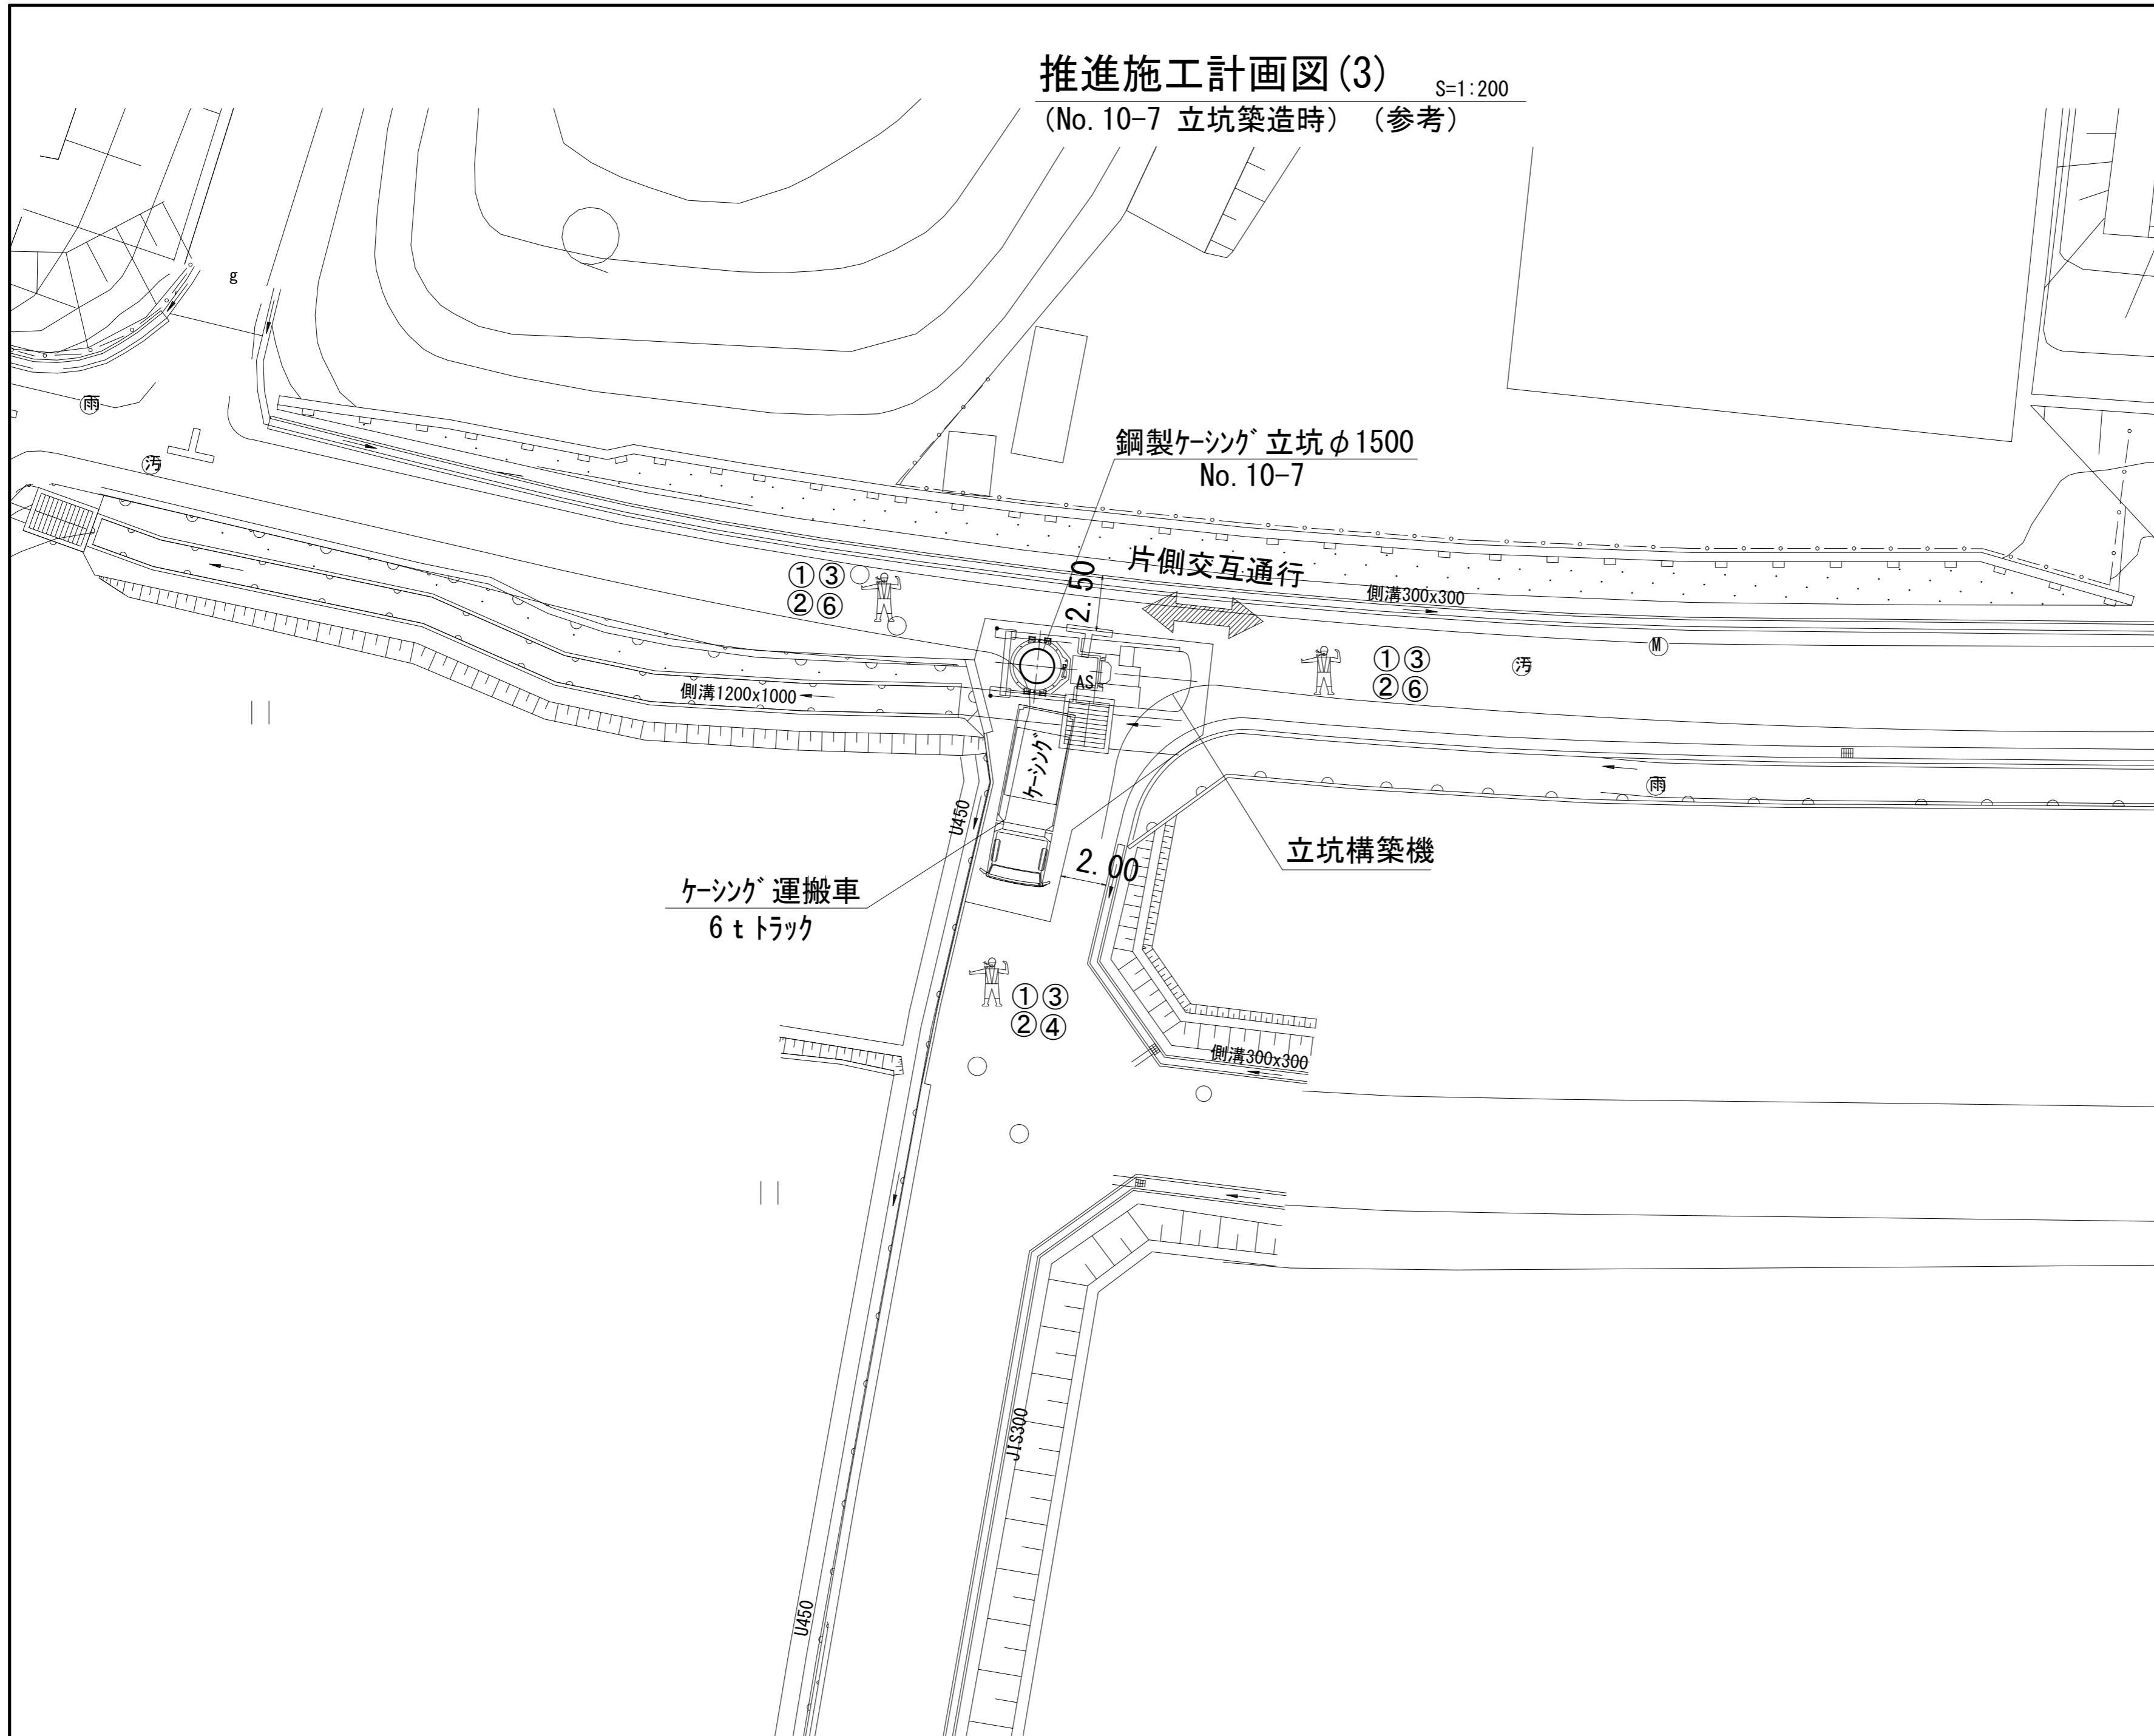 推進施工計画図(3) S=1:200
(No.10-7 立坑築造時) (参考)
g
雨
汚
鋼製ケーシング立坑φ1500
No.10-7
片側交互通行
2.50
側溝300x300
①③
②⑥
M
汚
①③
②⑥
AS
側溝1200x1000
ケーシング
雨
U450
立坑構築機
2.00
ケーシング運搬車
6tトラック
①③
②④
側溝300x300
JIS300
U450